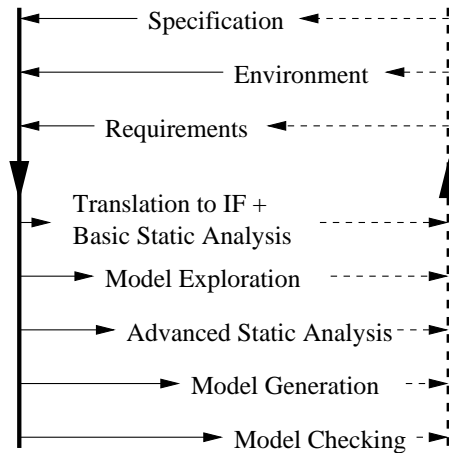 Specification
Environment
Requirements
Translation to IF +
Basic Static Analysis
Model Exploration
Advanced Static Analysis
Model Generation
Model Checking